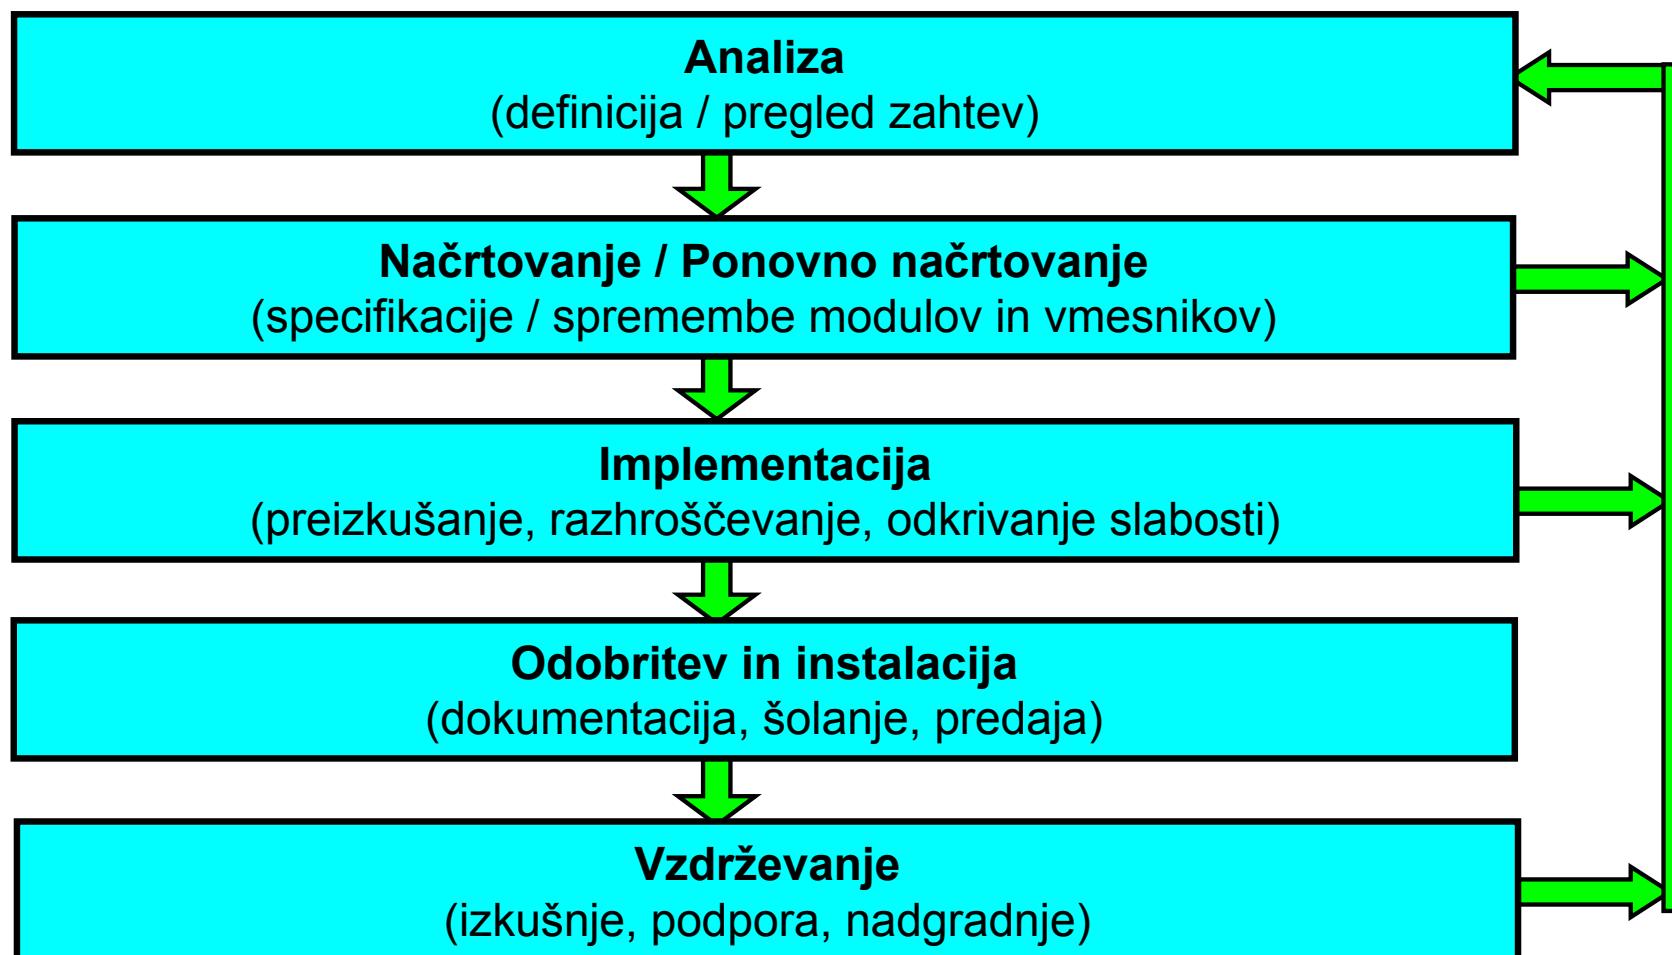 Analiza
(definicija / pregled zahtev)
Načrtovanje / Ponovno načrtovanje
(specifikacije / spremembe modulov in vmesnikov)
Implementacija
(preizkušanje, razhroščevanje, odkrivanje slabosti)
Odobritev in instalacija
(dokumentacija, šolanje, predaja)
Vzdrževanje
(izkušnje, podpora, nadgradnje)